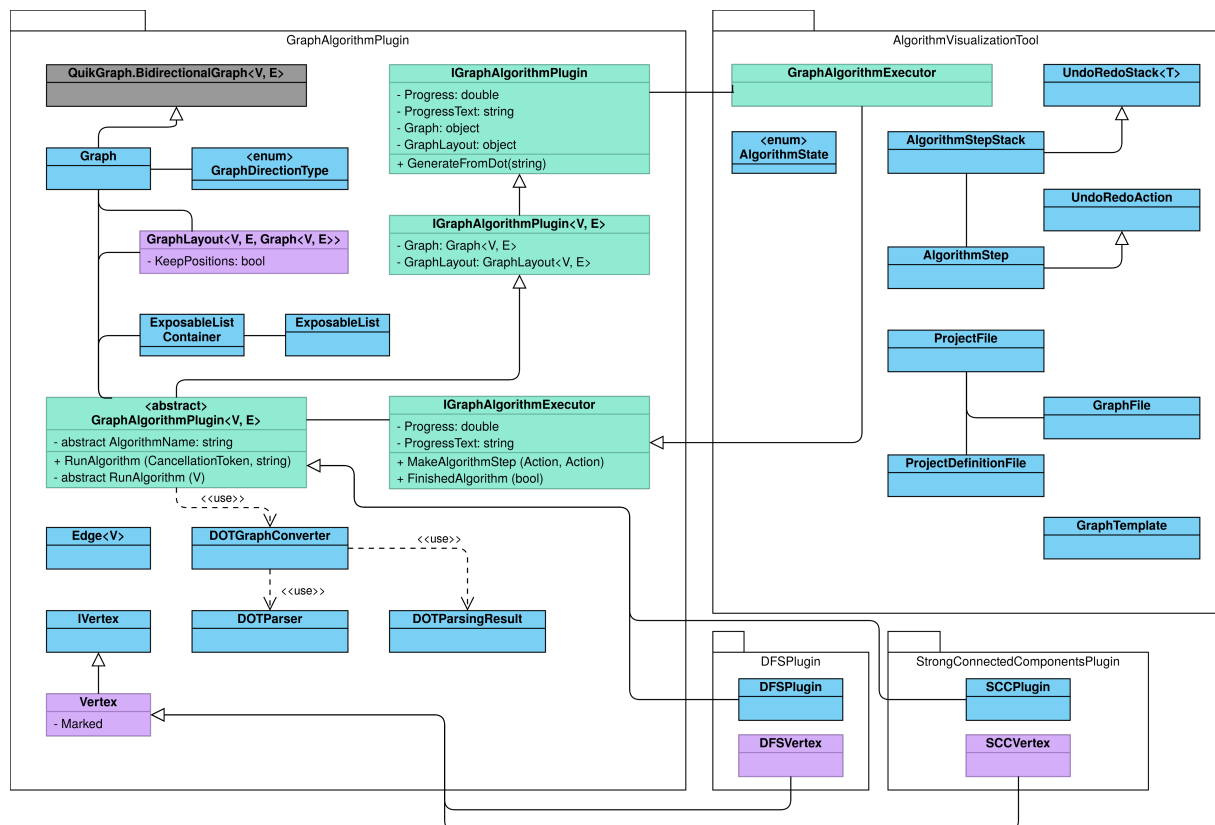 GraphAlgorithmPlugin
QuikGraph.BidirectionalGraph<V, E>
Graph
<enum>
GraphDirectionType
GraphLayout<V, E, Graph<V, E>>
- KeepPositions: bool
ExposableList
Container
ExposableList
<abstract>
GraphAlgorithmPlugin<V, E>
- abstract AlgorithmName: string
+ RunAlgorithm (CancellationToken, string)
- abstract RunAlgorithm (V)
IGraphAlgorithmPlugin
- Progress: double
- ProgressText: string
- Graph: object
- GraphLayout: object
+ GenerateFromDot(string)
IGraphAlgorithmPlugin<V, E>
- Graph: Graph<V, E>
- GraphLayout: GraphLayout<V, E>
IGraphAlgorithmExecutor
- Progress: double
- ProgressText: string
+ MakeAlgorithmStep (Action, Action)
+ FinishedAlgorithm (bool)
<<use>>
Edge<V>
DOTGraphConverter
<<use>>
<<use>>
IVertex
DOTParser
DOTParsingResult
Vertex
- Marked
AlgorithmVisualizationTool
GraphAlgorithmExecutor
UndoRedoStack<T>
<enum>
AlgorithmState
AlgorithmStepStack
UndoRedoAction
AlgorithmStep
ProjectFile
GraphFile
ProjectDefinitionFile
GraphTemplate
DFSPlugin
DFSPlugin
DFSVertex
StrongConnectedComponentsPlugin
SCCPlugin
SCCVertex